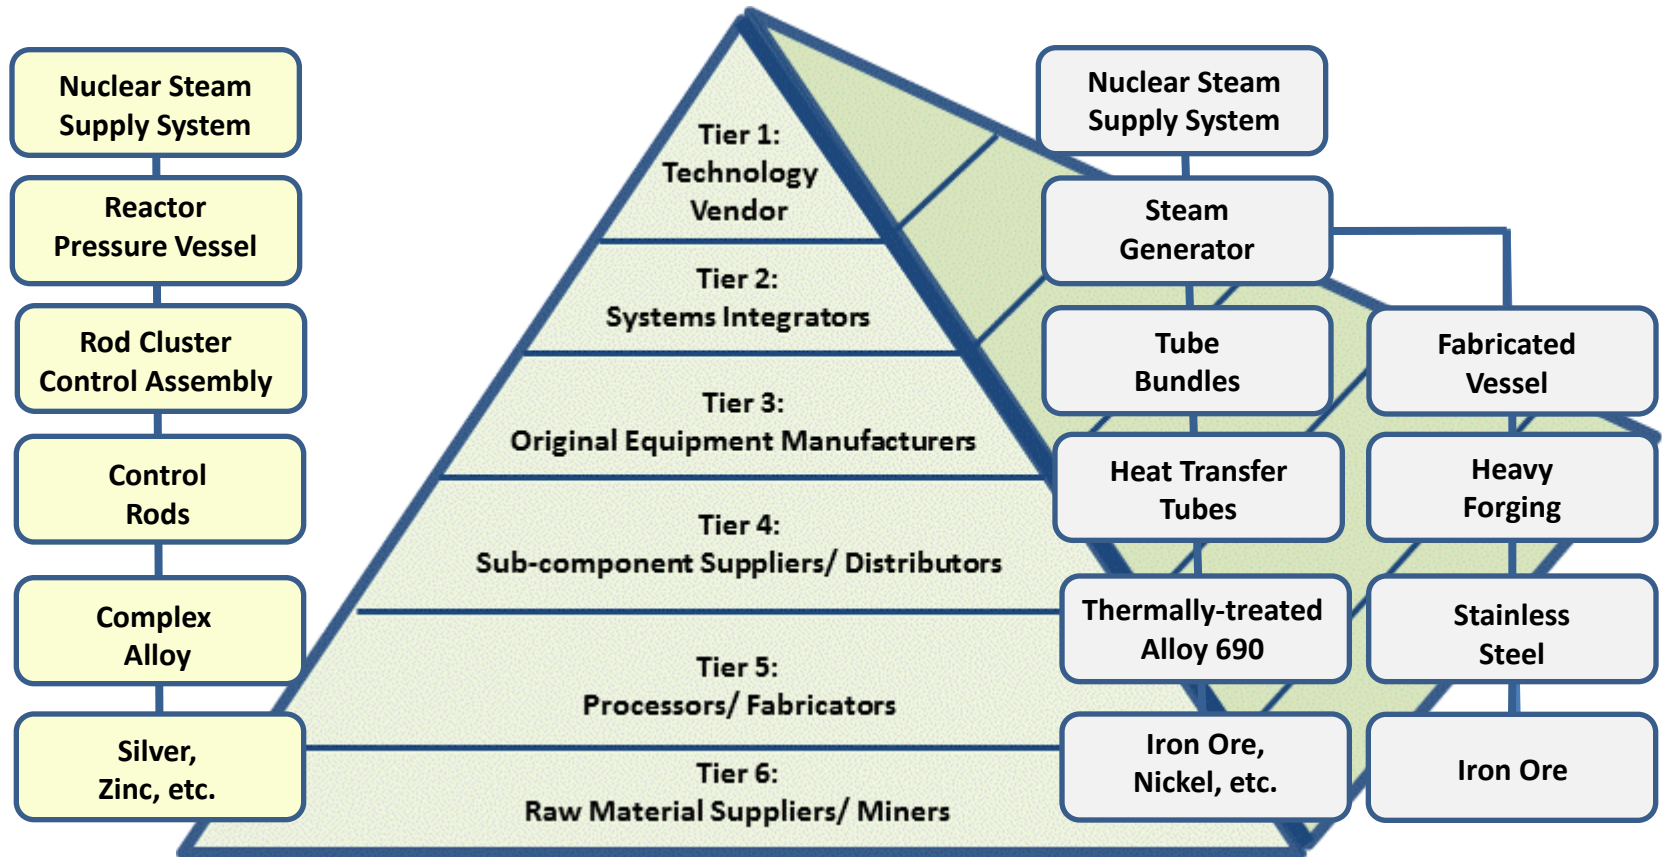 Nuclear Steam
Supply System
Reactor
Pressure Vessel
Rod Cluster
Control Assembly
Control
Rods
Complex
Alloy
Silver,
Zinc, etc.
Tier 1:
Technology
Vendor
Tier 2:
Systems Integrators
Tier 3:
Original Equipment Manufacturers
Tier 4:
Sub-component Suppliers/ Distributors
Tier 5:
Processors/ Fabricators
Tier 6:
Raw Material Suppliers/ Miners
Nuclear Steam
Supply System
Steam
Generator
Tube
Bundles
Heat Transfer
Tubes
Thermally-treated
Alloy 690
Iron Ore,
Nickel, etc.
Fabricated
Vessel
Heavy
Forging
Stainless
Steel
Iron Ore